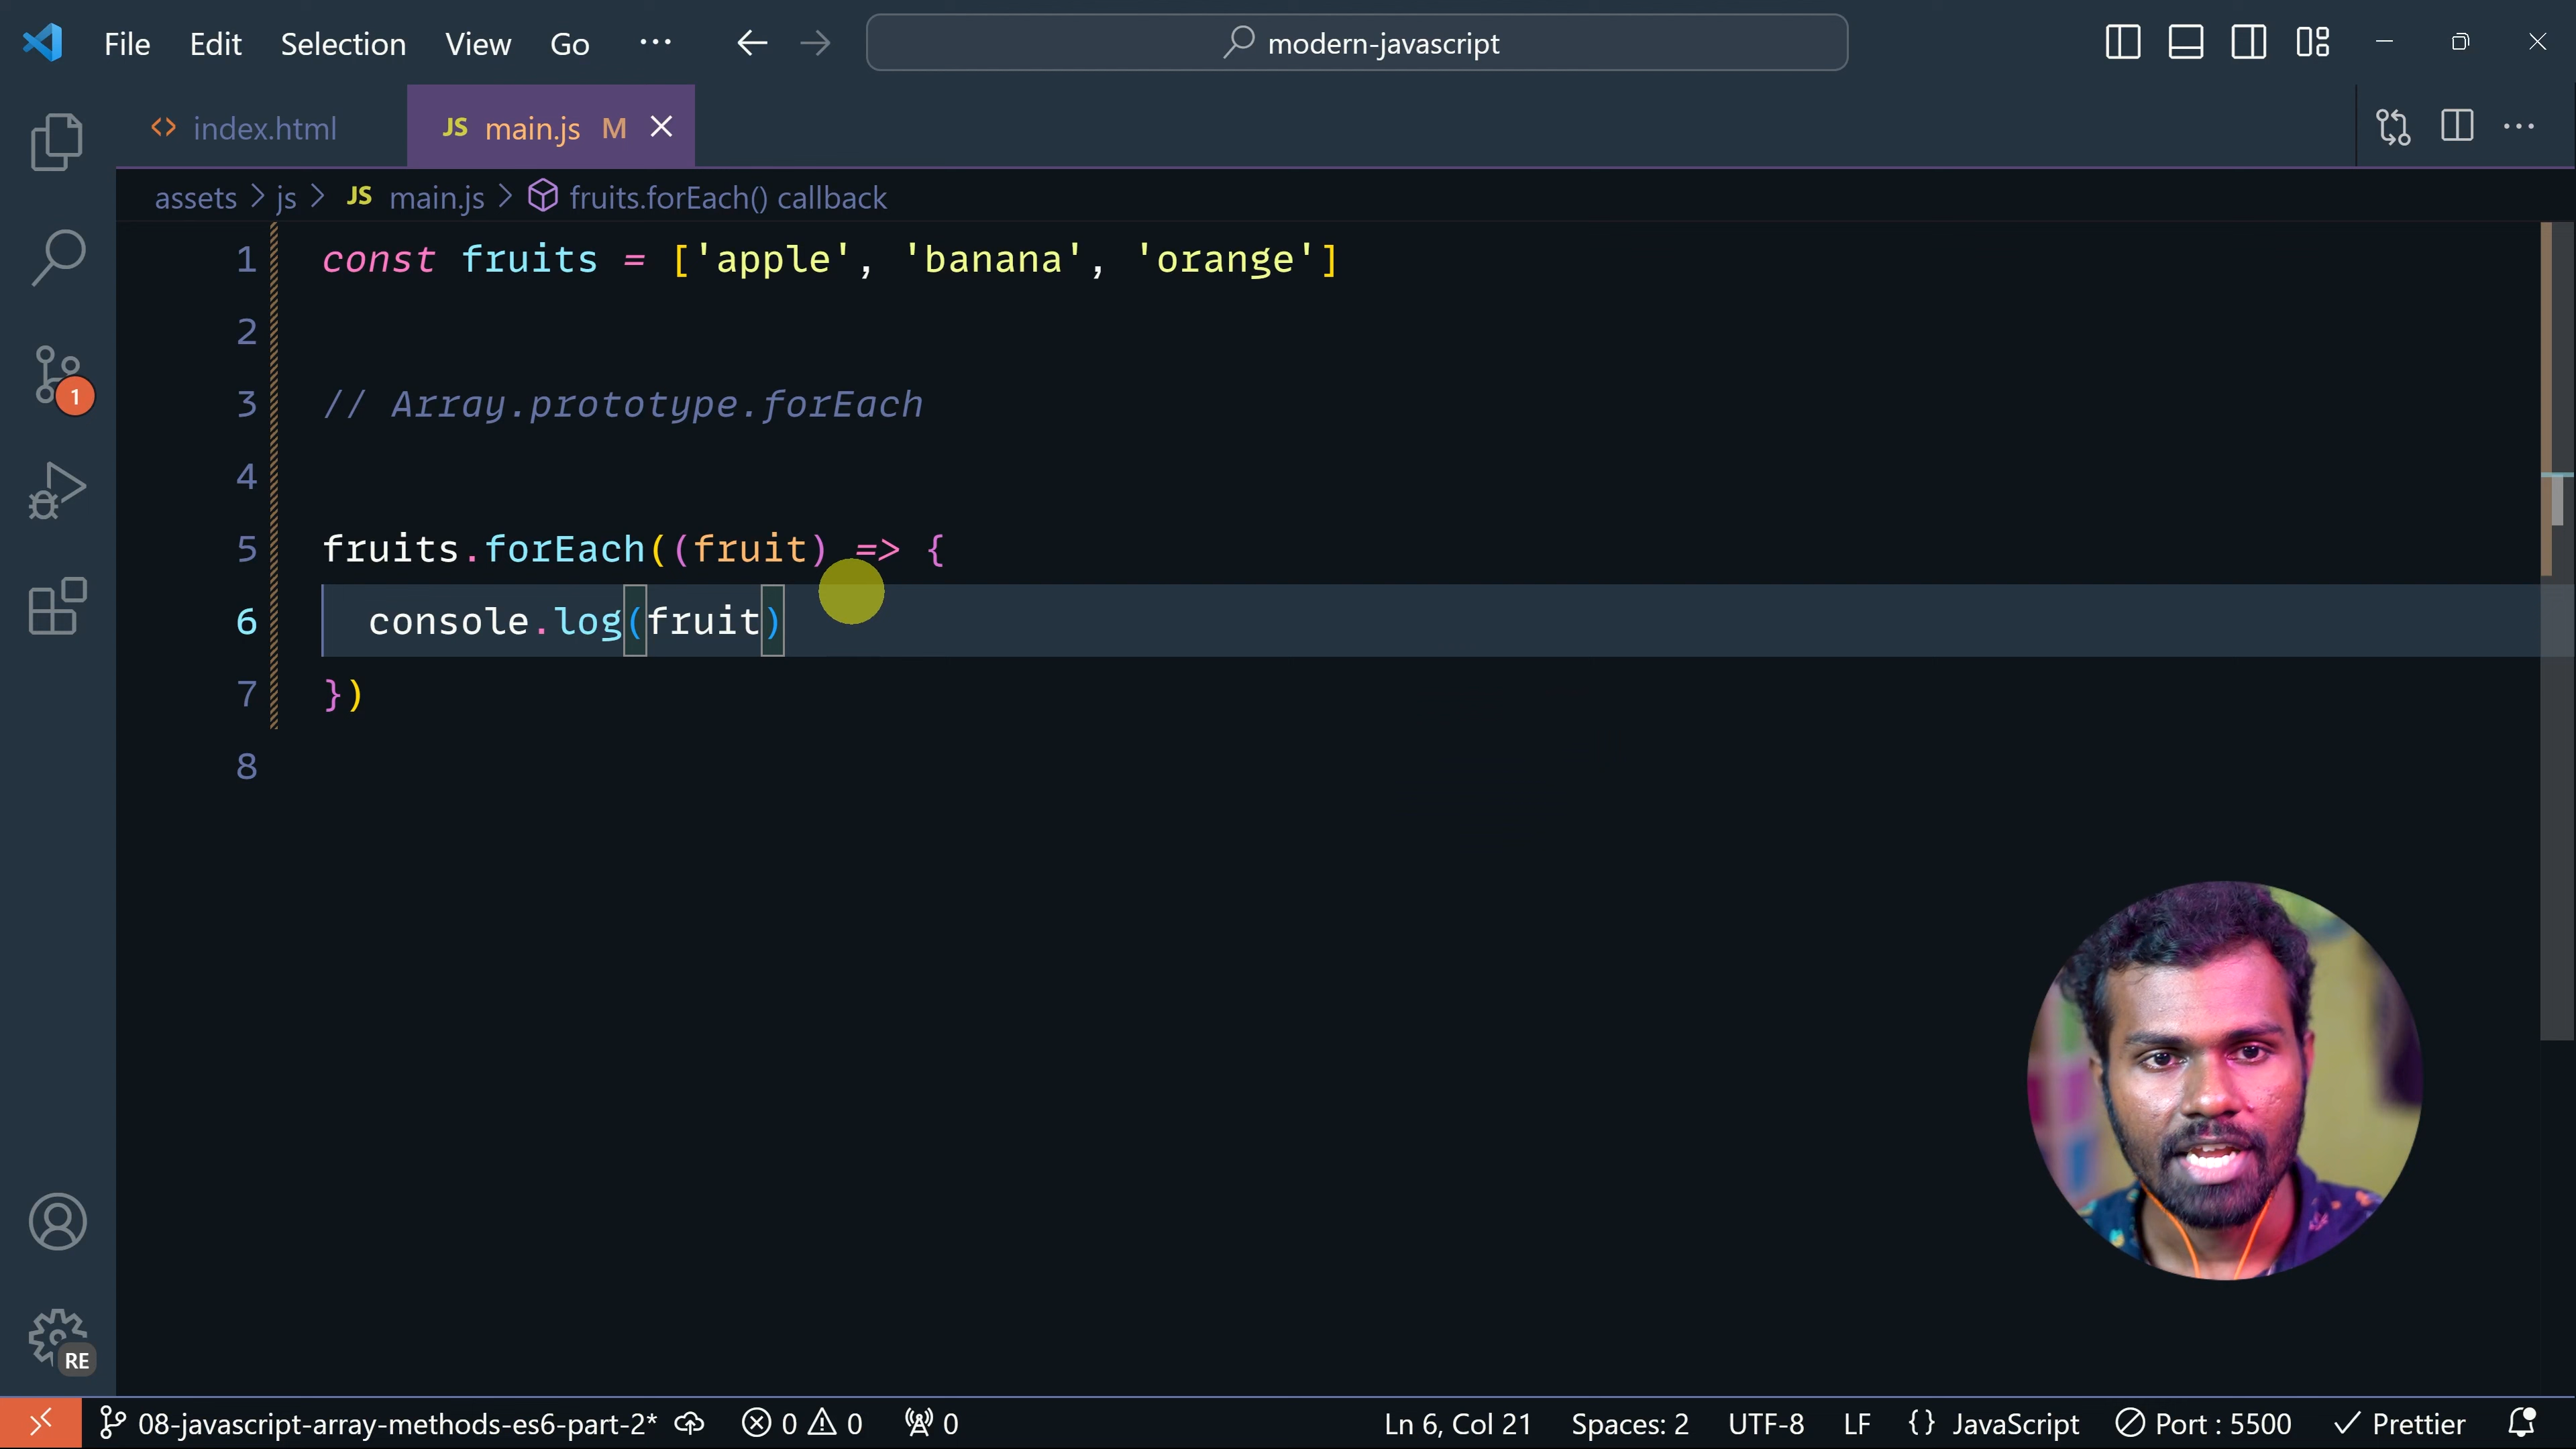 File Edit Selection View Go ··· modern-javascript
index.html JS main.js M
assets > js > JS main.js > fruits.forEach() callback
1 const fruits = ['apple', 'banana', 'orange']
2
3 // Array.prototype.forEach
4
5 fruits.forEach((fruit) => {
6 console.log(fruit)
7 })
8
1
RE
08-javascript-array-methods-es6-part-2* 0 0 0 Ln 6, Col 21 Spaces: 2 UTF-8 LF {} JavaScript Port : 5500 Prettier